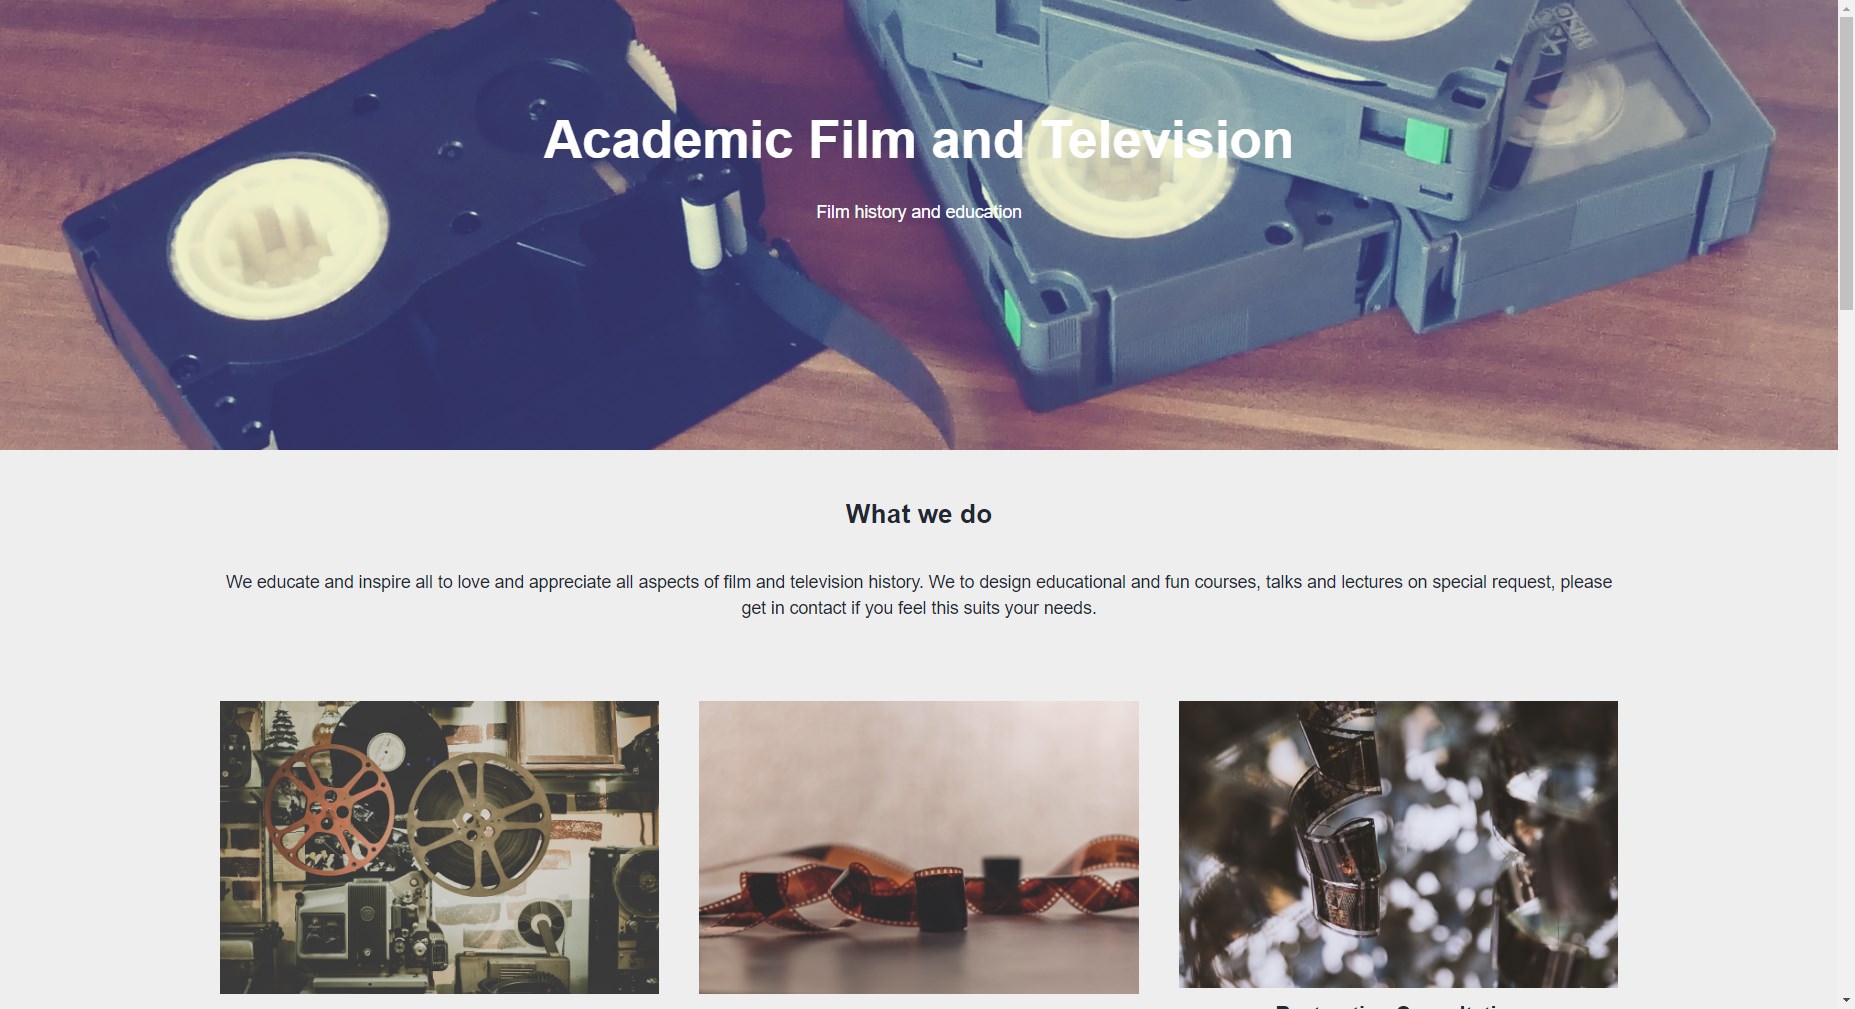 Academic Film and Television
Film history and education
What we do
We educate and inspire all to love and appreciate all aspects of film and television history. We to design educational and fun courses, talks and lectures on special request, please
get in contact if you feel this suits your needs.